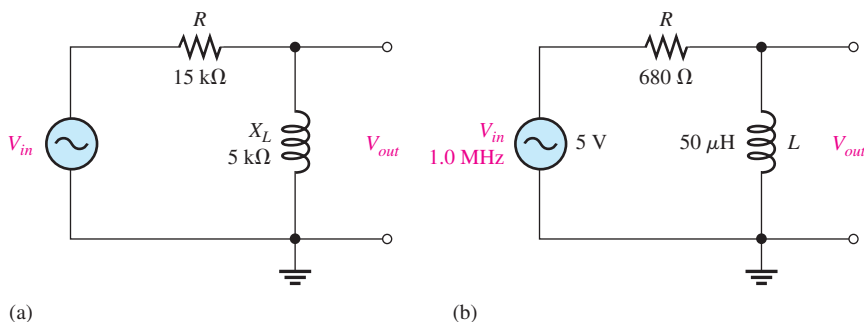 R
15 kΩ
V_in
X_L
5 kΩ
V_out
(a)
R
680 Ω
V_in
1.0 MHz
5 V
50 μH
L
V_out
(b)